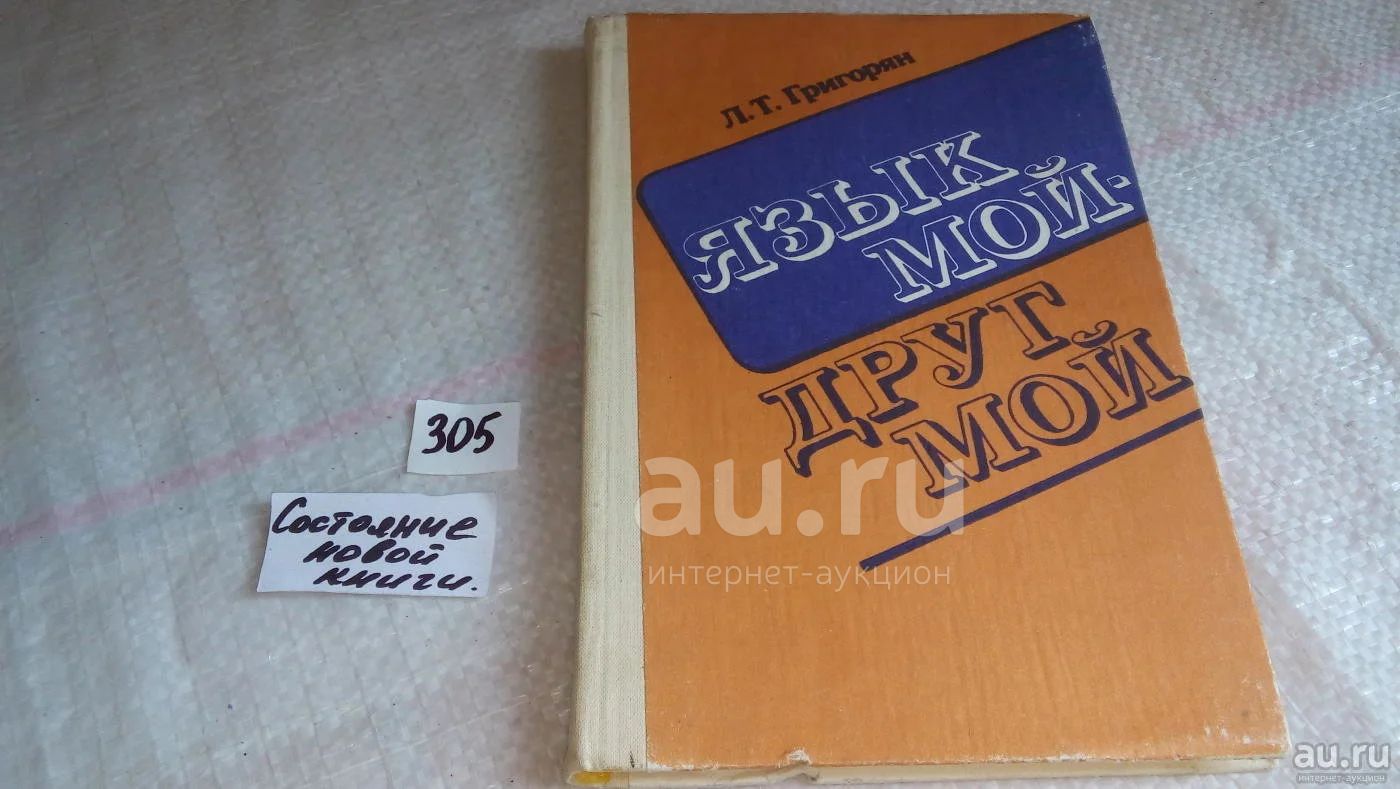 Л.Т. Григорян
ЯЗЫК
МОЙ-
ДРУГ
МОЙ
305
Состояние
новой
книги.
au.ru
интернет-аукцион
au.ru
интернет-аукцион